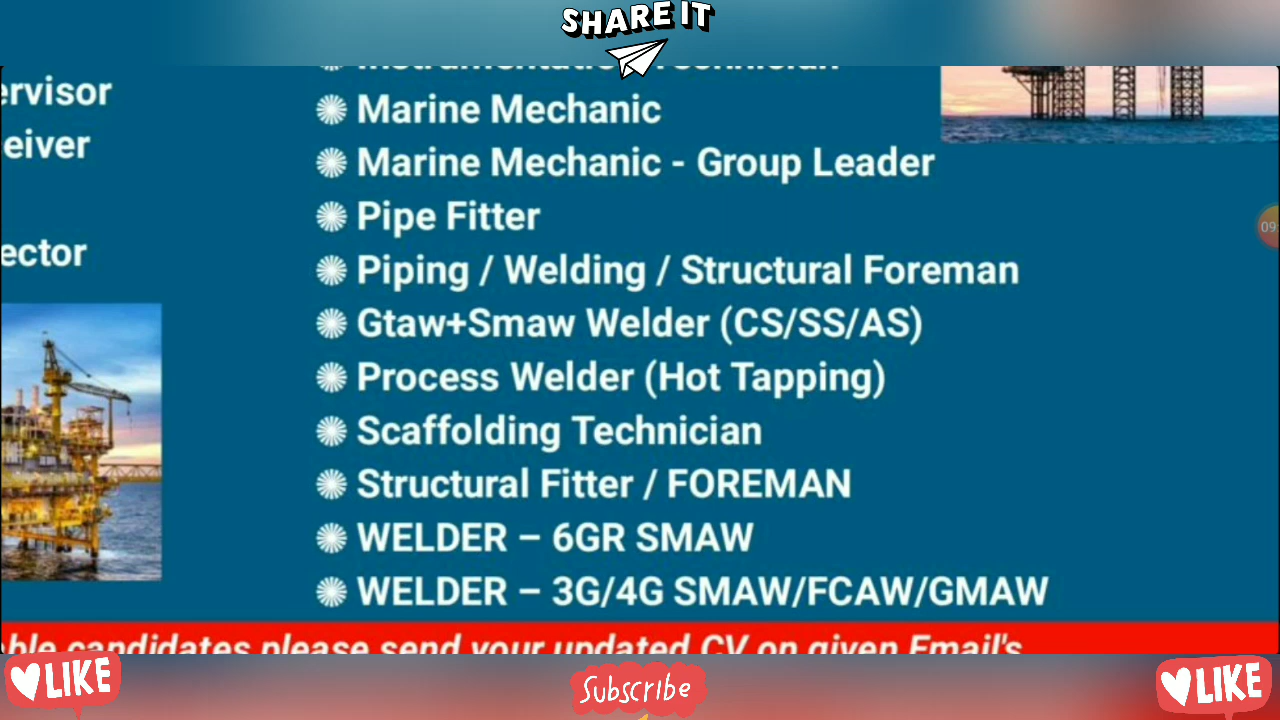 SHARE IT
ervisor
eiver
ector
Marine Mechanic
Marine Mechanic - Group Leader
Pipe Fitter
Piping / Welding / Structural Foreman
Gtaw+Smaw Welder (CS/SS/AS)
Process Welder (Hot Tapping)
Scaffolding Technician
Structural Fitter / FOREMAN
WELDER – 6GR SMAW
WELDER – 3G/4G SMAW/FCAW/GMAW
09
ble candidates please send your updated CV on given Email's
LIKE
Subscribe
LIKE